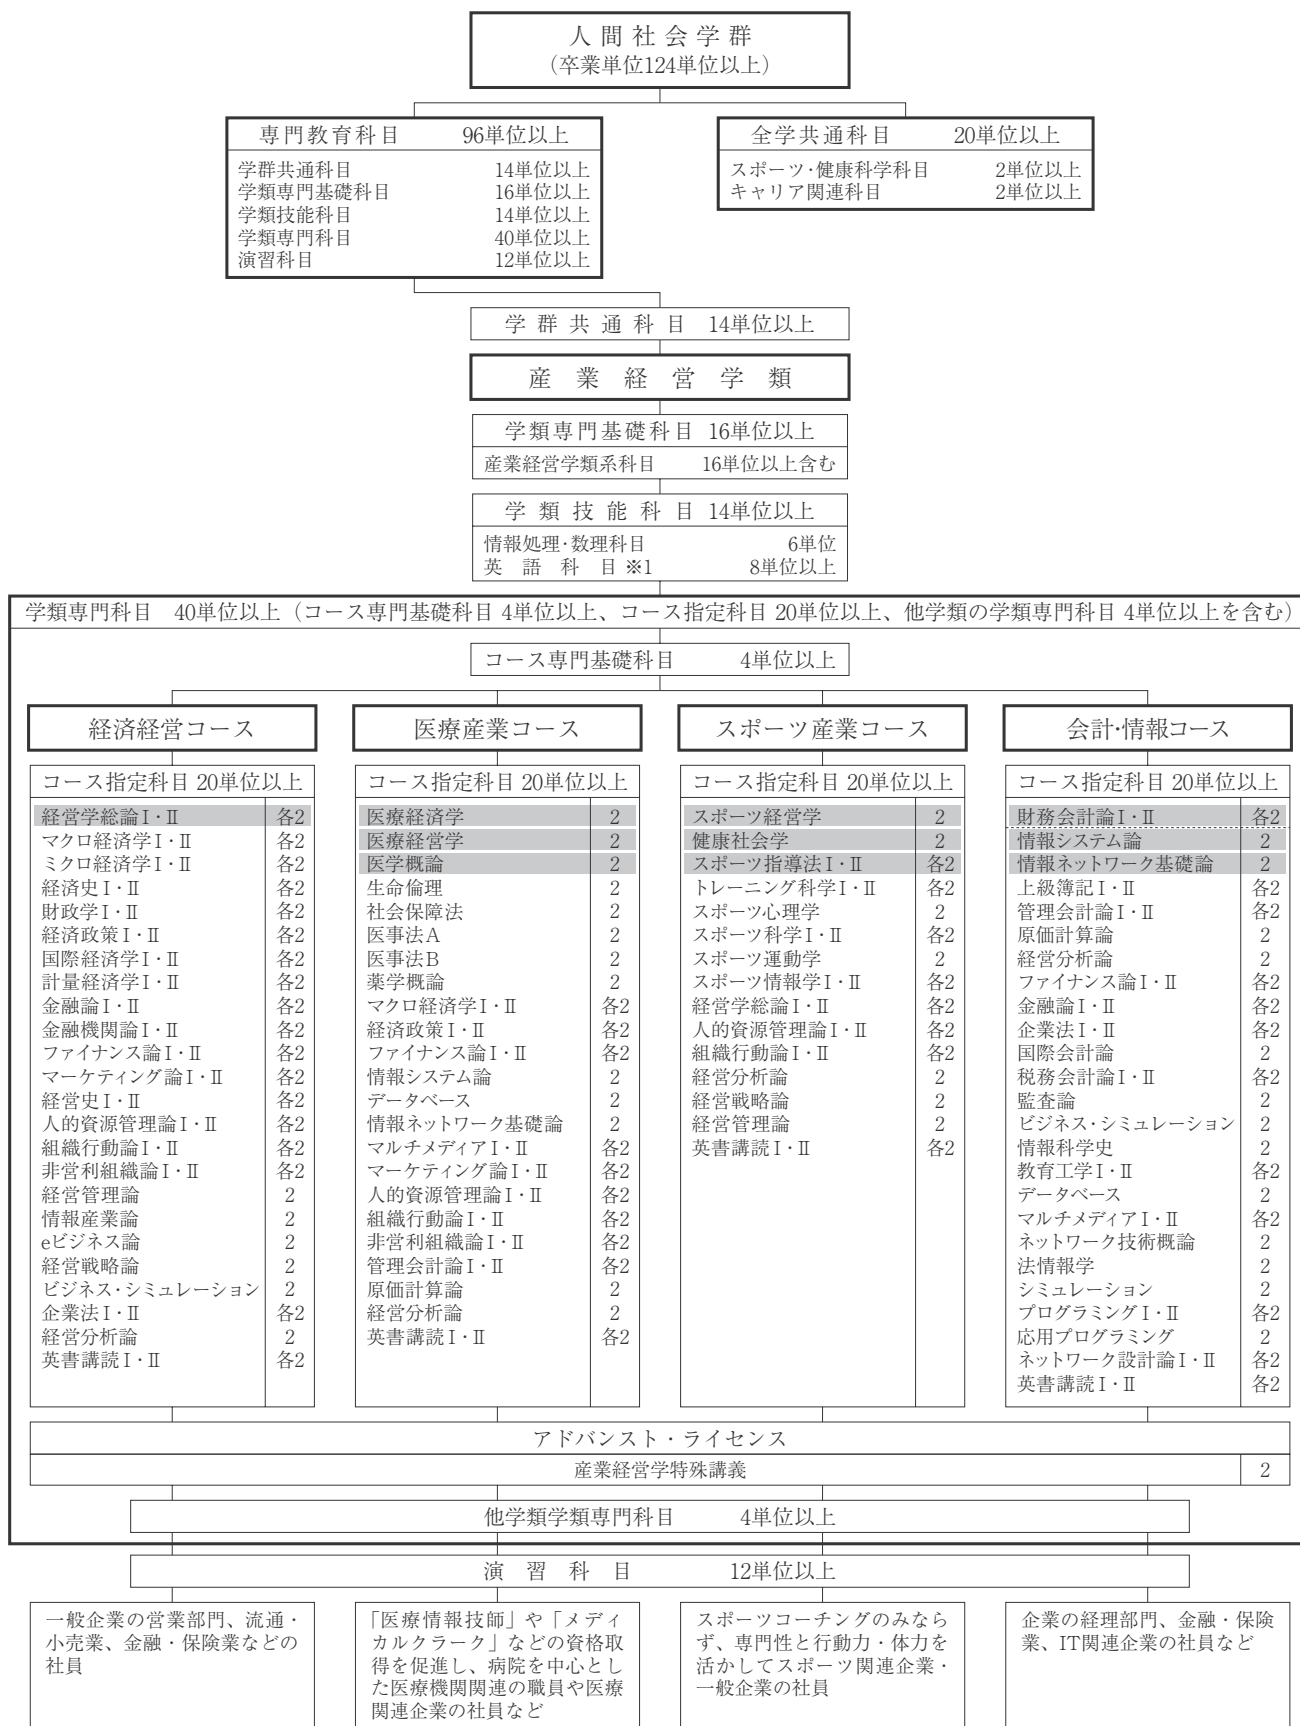 人間社会学群
（卒業単位124単位以上）
専門教育科目 96単位以上
学群共通科目 14単位以上
学類専門基礎科目 16単位以上
学類技能科目 14単位以上
学類専門科目 40単位以上
演習科目 12単位以上
全学共通科目 20単位以上
スポーツ・健康科学科目 2単位以上
キャリア関連科目 2単位以上
学群共通科目 14単位以上
産業経営学類
学類専門基礎科目 16単位以上
産業経営学類系科目 16単位以上含む
学類技能科目 14単位以上
情報処理・数理科目 6単位
英語科目※1 8単位以上
学類専門科目 40単位以上（コース専門基礎科目 4単位以上、コース指定科目 20単位以上、他学類の学類専門科目 4単位以上を含む）
コース専門基礎科目 4単位以上
経済経営コース
コース指定科目 20単位以上
経営学総論Ⅰ・Ⅱ 各2
マクロ経済学Ⅰ・Ⅱ 各2
ミクロ経済学Ⅰ・Ⅱ 各2
経済史Ⅰ・Ⅱ 各2
財政学Ⅰ・Ⅱ 各2
経済政策Ⅰ・Ⅱ 各2
国際経済学Ⅰ・Ⅱ 各2
計量経済学Ⅰ・Ⅱ 各2
金融論Ⅰ・Ⅱ 各2
金融機関論Ⅰ・Ⅱ 各2
ファイナンス論Ⅰ・Ⅱ 各2
マーケティング論Ⅰ・Ⅱ 各2
経営史Ⅰ・Ⅱ 各2
人的資源管理論Ⅰ・Ⅱ 各2
組織行動論Ⅰ・Ⅱ 各2
非営利組織論Ⅰ・Ⅱ 各2
経営管理論 2
情報産業論 2
eビジネス論 2
経営戦略論 2
ビジネス・シミュレーション 2
企業法Ⅰ・Ⅱ 各2
経営分析論 2
英書講読Ⅰ・Ⅱ 各2
医療産業コース
コース指定科目 20単位以上
医療経済学 2
医療経営学 2
医学概論 2
生命倫理 2
社会保障法 2
医事法A 2
医事法B 2
薬学概論 2
マクロ経済学Ⅰ・Ⅱ 各2
経済政策Ⅰ・Ⅱ 各2
ファイナンス論Ⅰ・Ⅱ 各2
情報システム論 2
データベース 2
情報ネットワーク基礎論 2
マルチメディアⅠ・Ⅱ 各2
マーケティング論Ⅰ・Ⅱ 各2
人的資源管理論Ⅰ・Ⅱ 各2
組織行動論Ⅰ・Ⅱ 各2
非営利組織論Ⅰ・Ⅱ 各2
管理会計論Ⅰ・Ⅱ 各2
原価計算論 2
経営分析論 2
英書講読Ⅰ・Ⅱ 各2
スポーツ産業コース
コース指定科目 20単位以上
スポーツ経営学 2
健康社会学 2
スポーツ指導法Ⅰ・Ⅱ 各2
トレーニング科学Ⅰ・Ⅱ 各2
スポーツ心理学 2
スポーツ科学Ⅰ・Ⅱ 各2
スポーツ運動学 2
スポーツ情報学Ⅰ・Ⅱ 各2
経営学総論Ⅰ・Ⅱ 各2
人的資源管理論Ⅰ・Ⅱ 各2
組織行動論Ⅰ・Ⅱ 各2
経営分析論 2
経営戦略論 2
経営管理論 2
英書講読Ⅰ・Ⅱ 各2
会計・情報コース
コース指定科目 20単位以上
財務会計論Ⅰ・Ⅱ 各2
情報システム論 2
情報ネットワーク基礎論 2
上級簿記Ⅰ・Ⅱ 各2
管理会計論Ⅰ・Ⅱ 各2
原価計算論 2
経営分析論 2
ファイナンス論Ⅰ・Ⅱ 各2
金融論Ⅰ・Ⅱ 各2
企業法Ⅰ・Ⅱ 各2
国際会計論 2
税務会計論Ⅰ・Ⅱ 各2
監査論 2
ビジネス・シミュレーション 2
情報科学史 2
教育工学Ⅰ・Ⅱ 各2
データベース 2
マルチメディアⅠ・Ⅱ 各2
ネットワーク技術概論 2
法情報学 2
シミュレーション 2
プログラミングⅠ・Ⅱ 各2
応用プログラミング 2
ネットワーク設計論Ⅰ・Ⅱ 各2
英書講読Ⅰ・Ⅱ 各2
アドバンスト・ライセンス
産業経営学特殊講義 2
他学類学類専門科目 4単位以上
演習科目 12単位以上
一般企業の営業部門、流通・
小売業、金融・保険業などの
社員
「医療情報技師」や「メディ
カルクラーク」などの資格取
得を促進し、病院を中心とし
た医療機関関連の職員や医療
関連企業の社員など
スポーツコーチングのみなら
ず、専門性と行動力・体力を
活かしてスポーツ関連企業・
一般企業の社員
企業の経理部門、金融・保険
業、IT関連企業の社員など